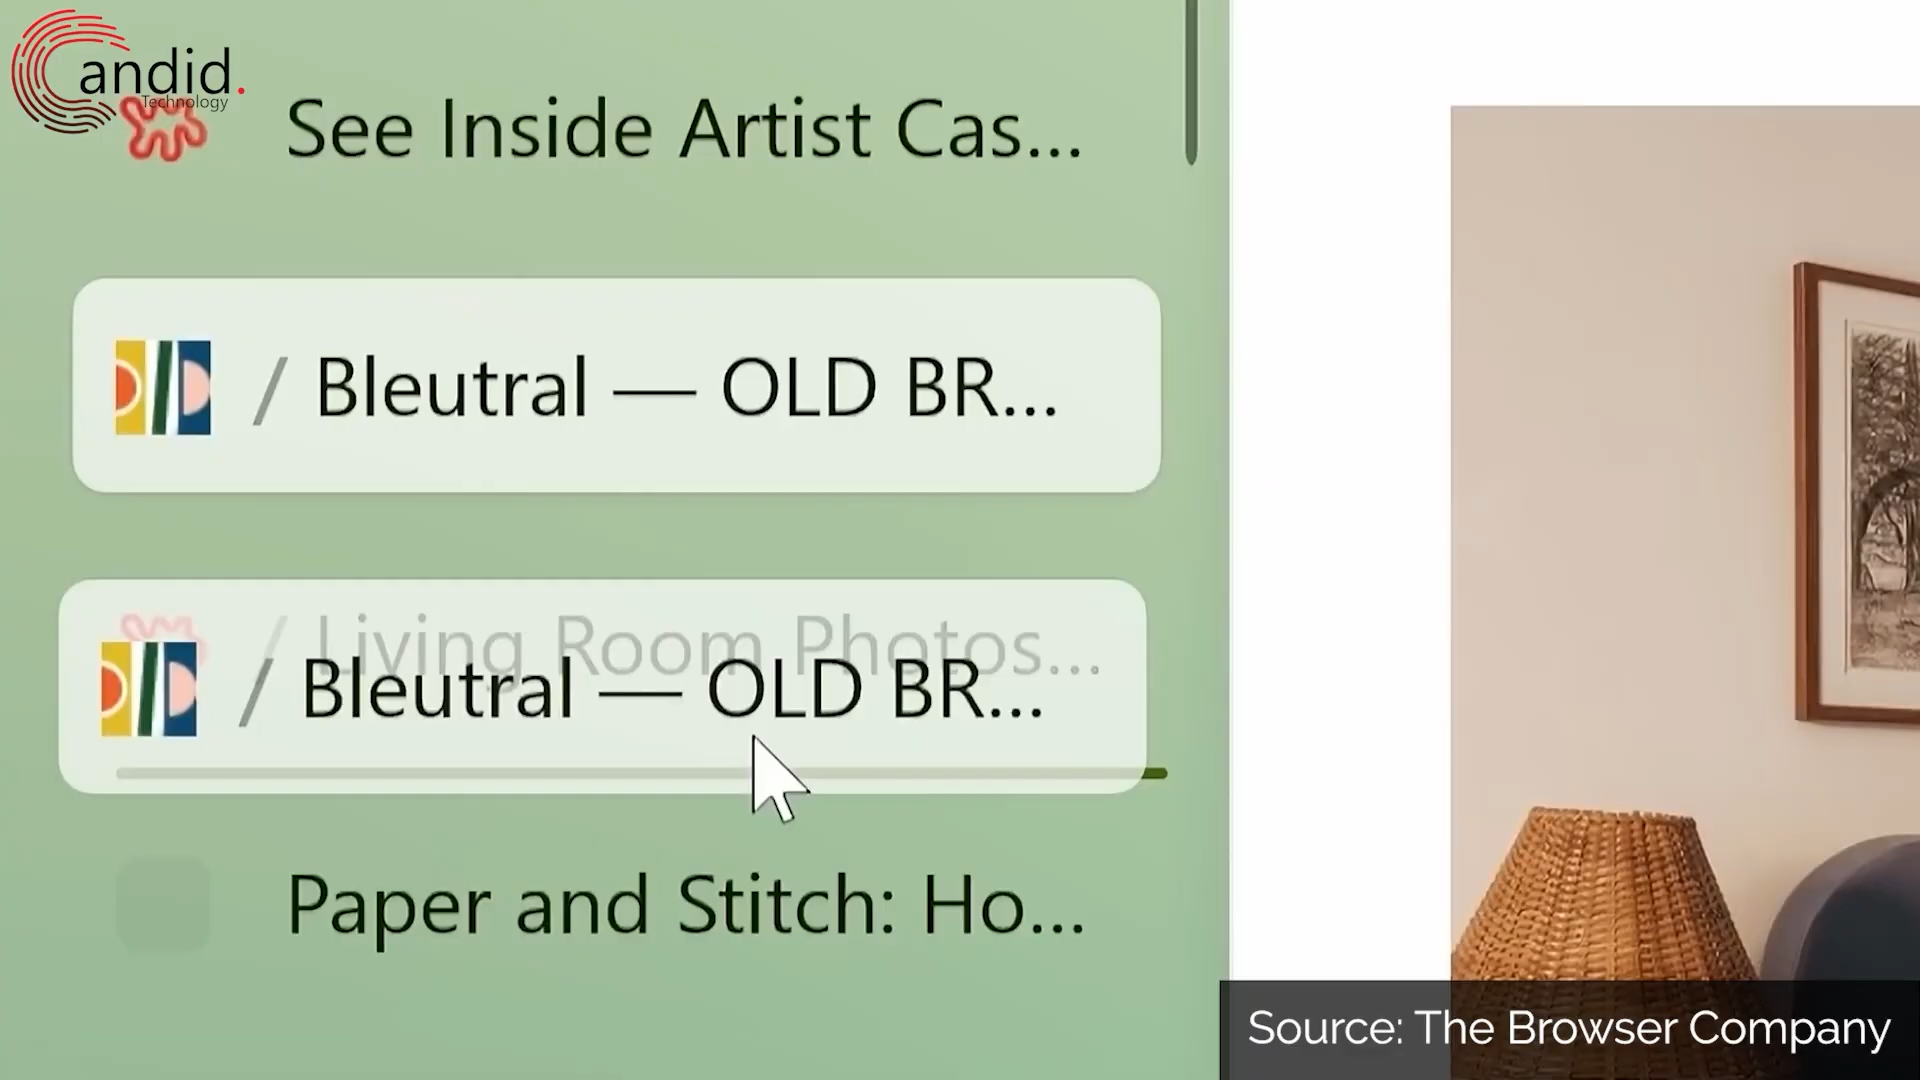 Candid.
Technology
See Inside Artist Cas...
/ Bleutral — OLD BR...
/ Living Room Photos...
/ Bleutral — OLD BR...
Paper and Stitch: Ho...
Source: The Browser Company